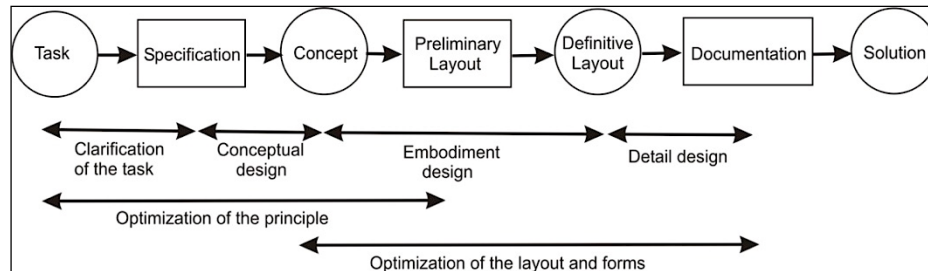 Task
Specification
Concept
Preliminary
Layout
Definitive
Layout
Documentation
Solution
Clarification
of the task
Conceptual
design
Embodiment
design
Detail design
Optimization of the principle
Optimization of the layout and forms